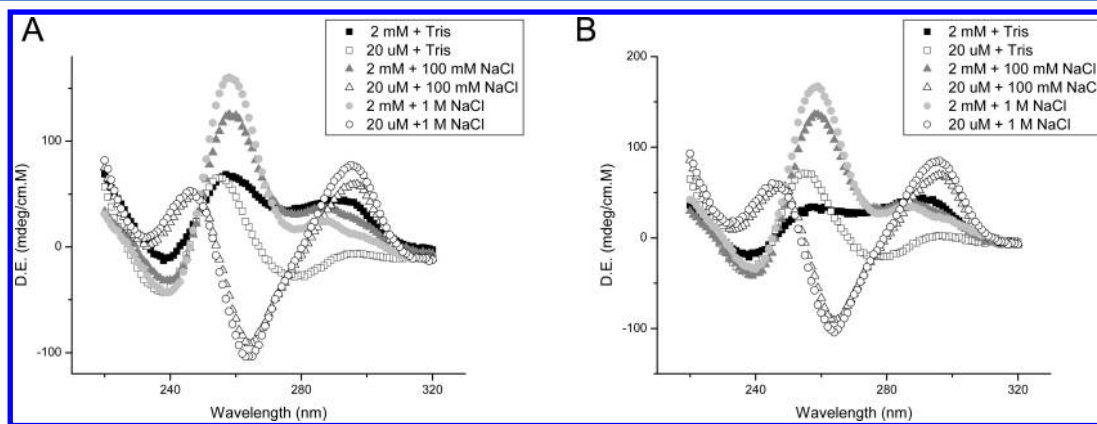 A
2 mM + Tris
20 uM + Tris
2 mM + 100 mM NaCl
20 uM + 100 mM NaCl
2 mM + 1 M NaCl
20 uM +1 M NaCl
100
0
-100
D.E. (mdeg/cm.M)
240
280
320
Wavelength (nm)
B
2 mM + Tris
20 uM + Tris
2 mM + 100 mM NaCl
20 uM + 100 mM NaCl
2 mM + 1 M NaCl
20 uM + 1 M NaCl
200
100
0
-100
D.E. (mdeg/cm.M)
240
280
320
Wavelength (nm)